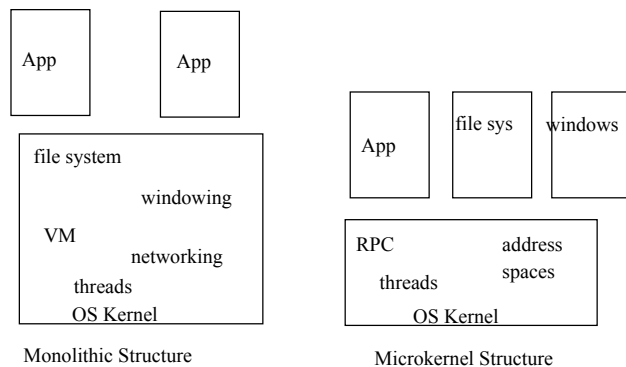 App
App
file system
windowing
VM
networking
threads
OS Kernel
Monolithic Structure
App
file sys
windows
RPC
address
spaces
threads
OS Kernel
Microkernel Structure